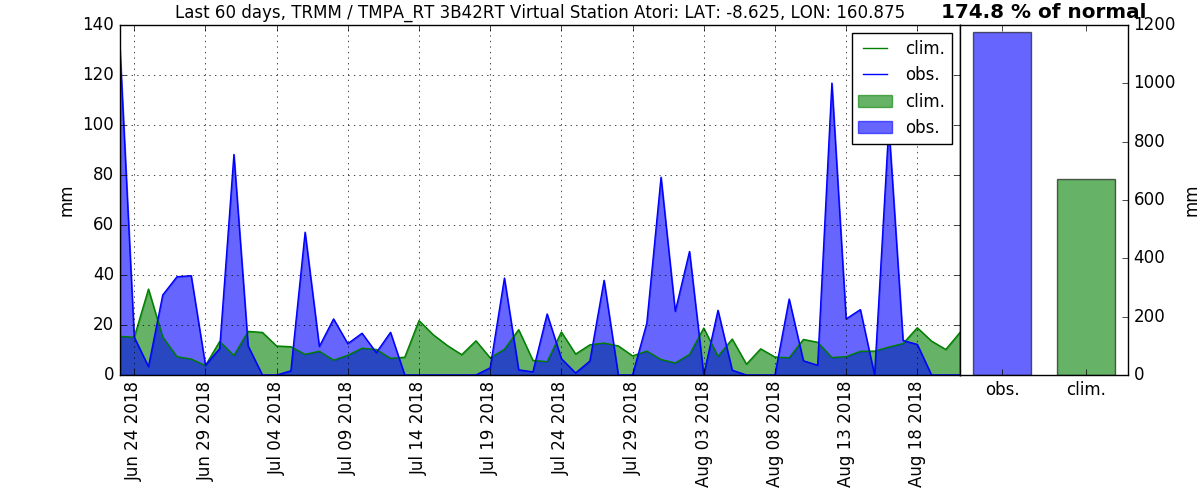 Last 60 days, TRMM / TMPA_RT 3B42RT Virtual Station Atori: LAT: -8.625, LON: 160.875
174.8 % of normal
140
120
100
80
60
40
20
0
mm
clim.
obs.
clim.
obs.
1200
1000
800
600
400
200
0
mm
obs.
clim.
Jun 24 2018
Jun 29 2018
Jul 04 2018
Jul 09 2018
Jul 14 2018
Jul 19 2018
Jul 24 2018
Jul 29 2018
Aug 03 2018
Aug 08 2018
Aug 13 2018
Aug 18 2018